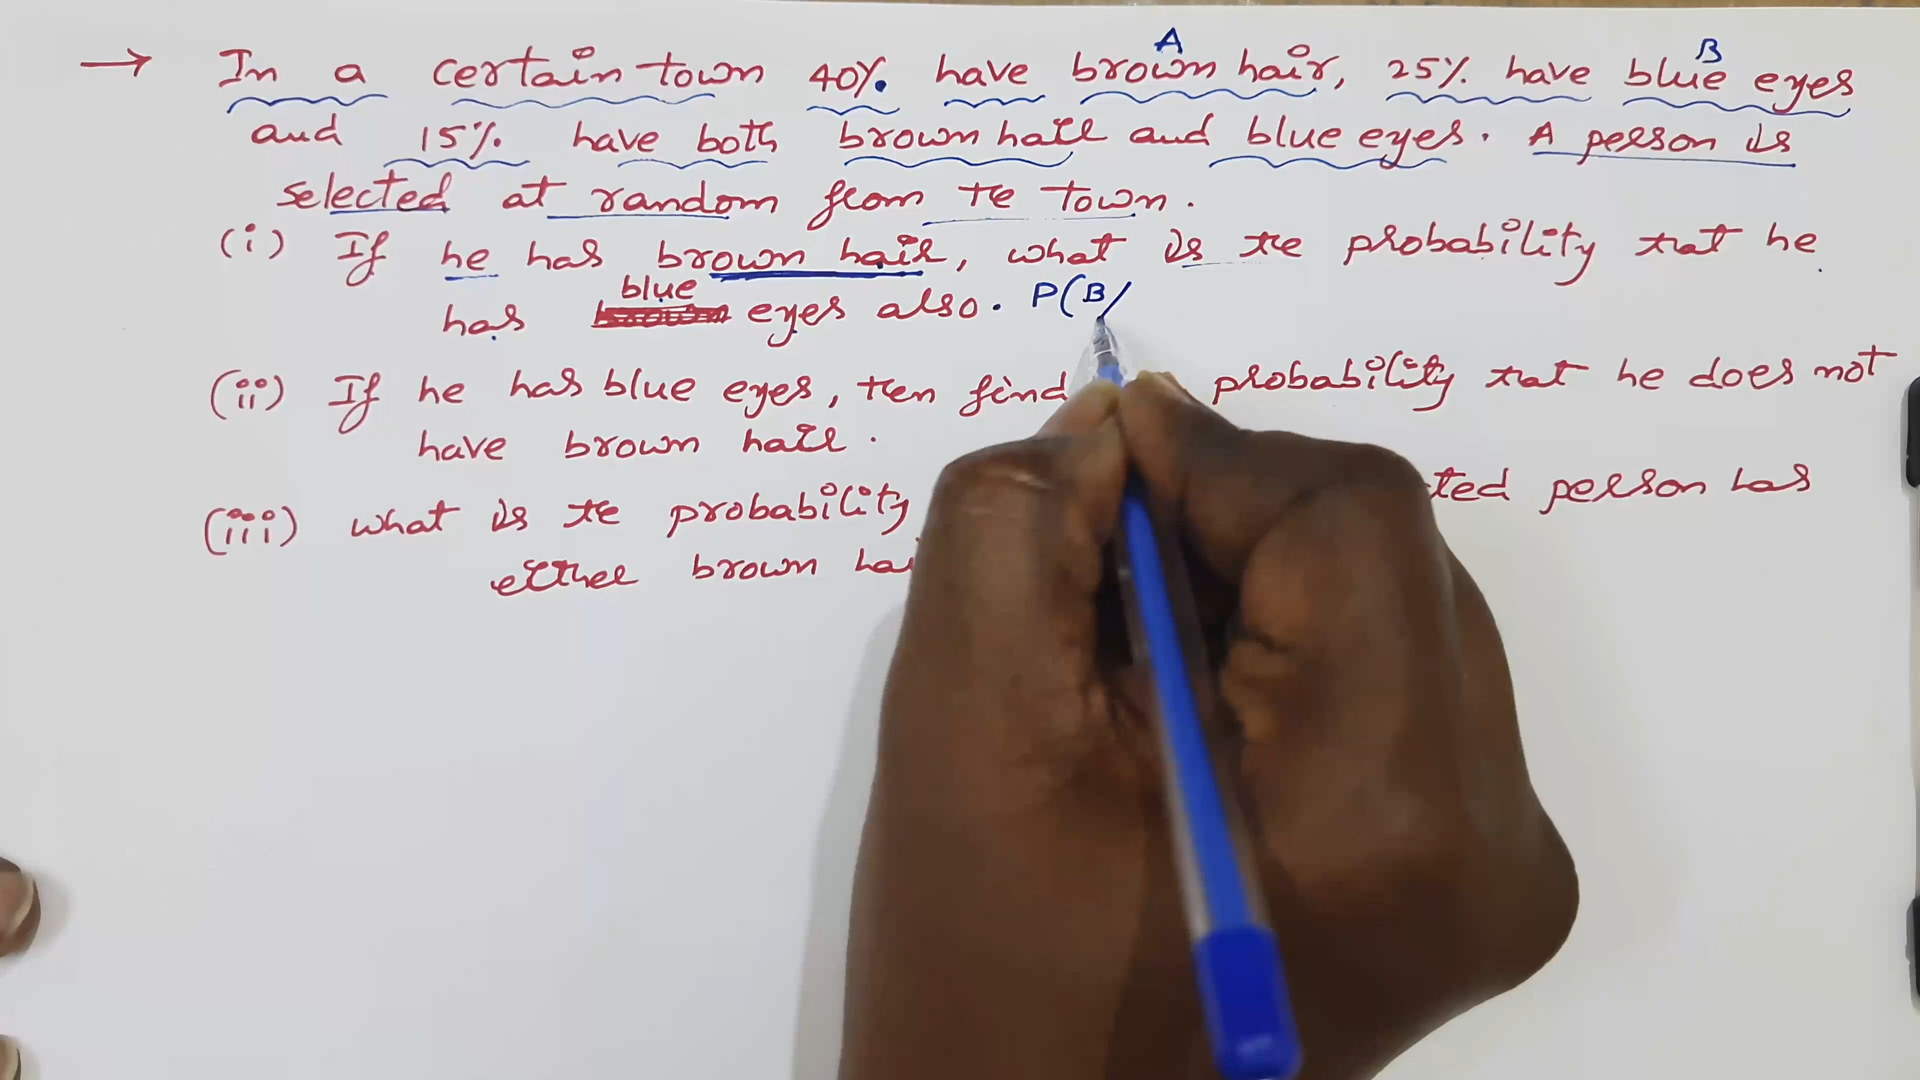 A B
→ In a certain town 40%. have brown hair, 25% have blue eyes
and 15%. have both brown hair and blue eyes. A person is
selected at random from the town.
(i) If he has brown hair, what is the probability that he
has blue eyes also. P(B/
(ii) If he has blue eyes, then find probability that he does not
have brown hair.
(iii) what is the probability person has
either brown